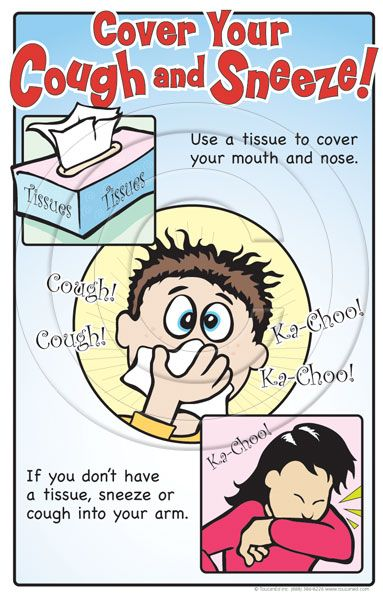 Cover Your
Cough and Sneeze!
Use a tissue to cover
your mouth and nose.
Tissues Tissues
Cough!
Cough!
Ka-Choo!
Ka-Choo!
Ka-Choo!
If you don't have
a tissue, sneeze or
cough into your arm.